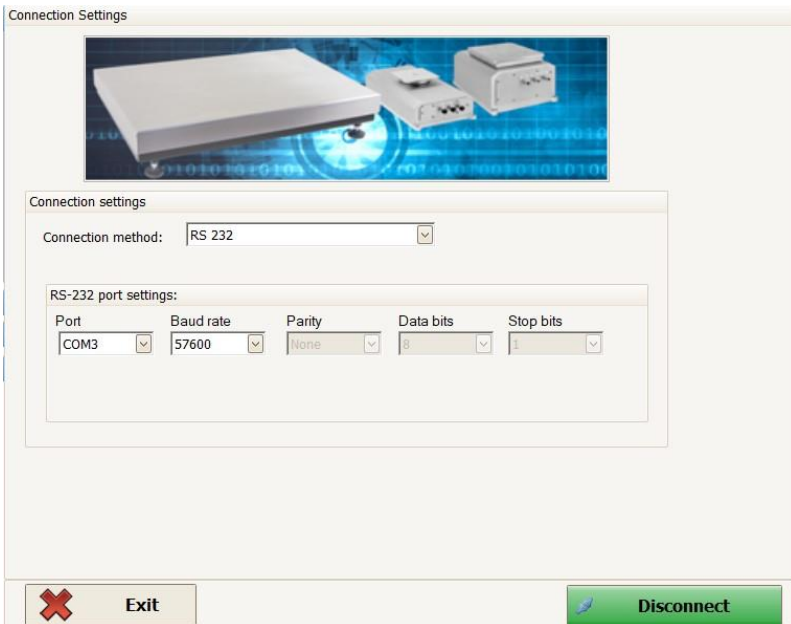 Connection Settings
Connection settings
Connection method: RS 232
RS-232 port settings:
Port Baud rate Parity Data bits Stop bits
COM3 57600 None 8 1
Exit Disconnect